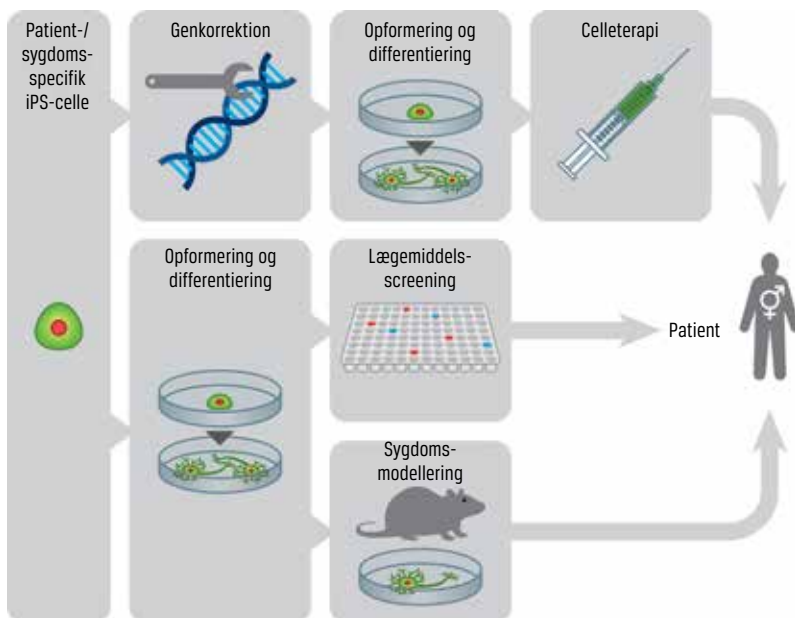 Patient-/
sygdoms-
specifik
iPS-celle
Genkorrektion
Opformering og
differentiering
Celleterapi
Opformering og
differentiering
Lægemiddels-
screening
Patient
Sygdoms-
modellering